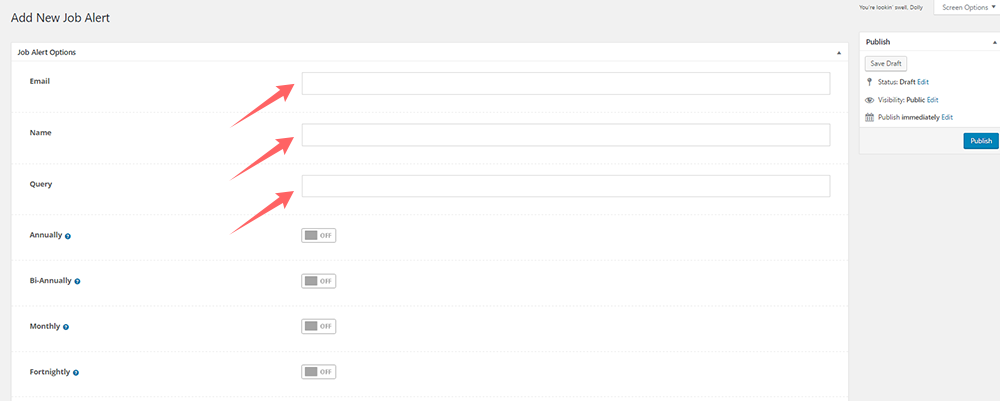 You're lookin' swell, Dolly
Screen Options
Add New Job Alert
Job Alert Options
Email
Name
Query
Annually ?
OFF
Bi-Annually ?
OFF
Monthly ?
OFF
Fortnightly ?
OFF
Publish
Save Draft
Status: Draft Edit
Visibility: Public Edit
Publish immediately Edit
Publish